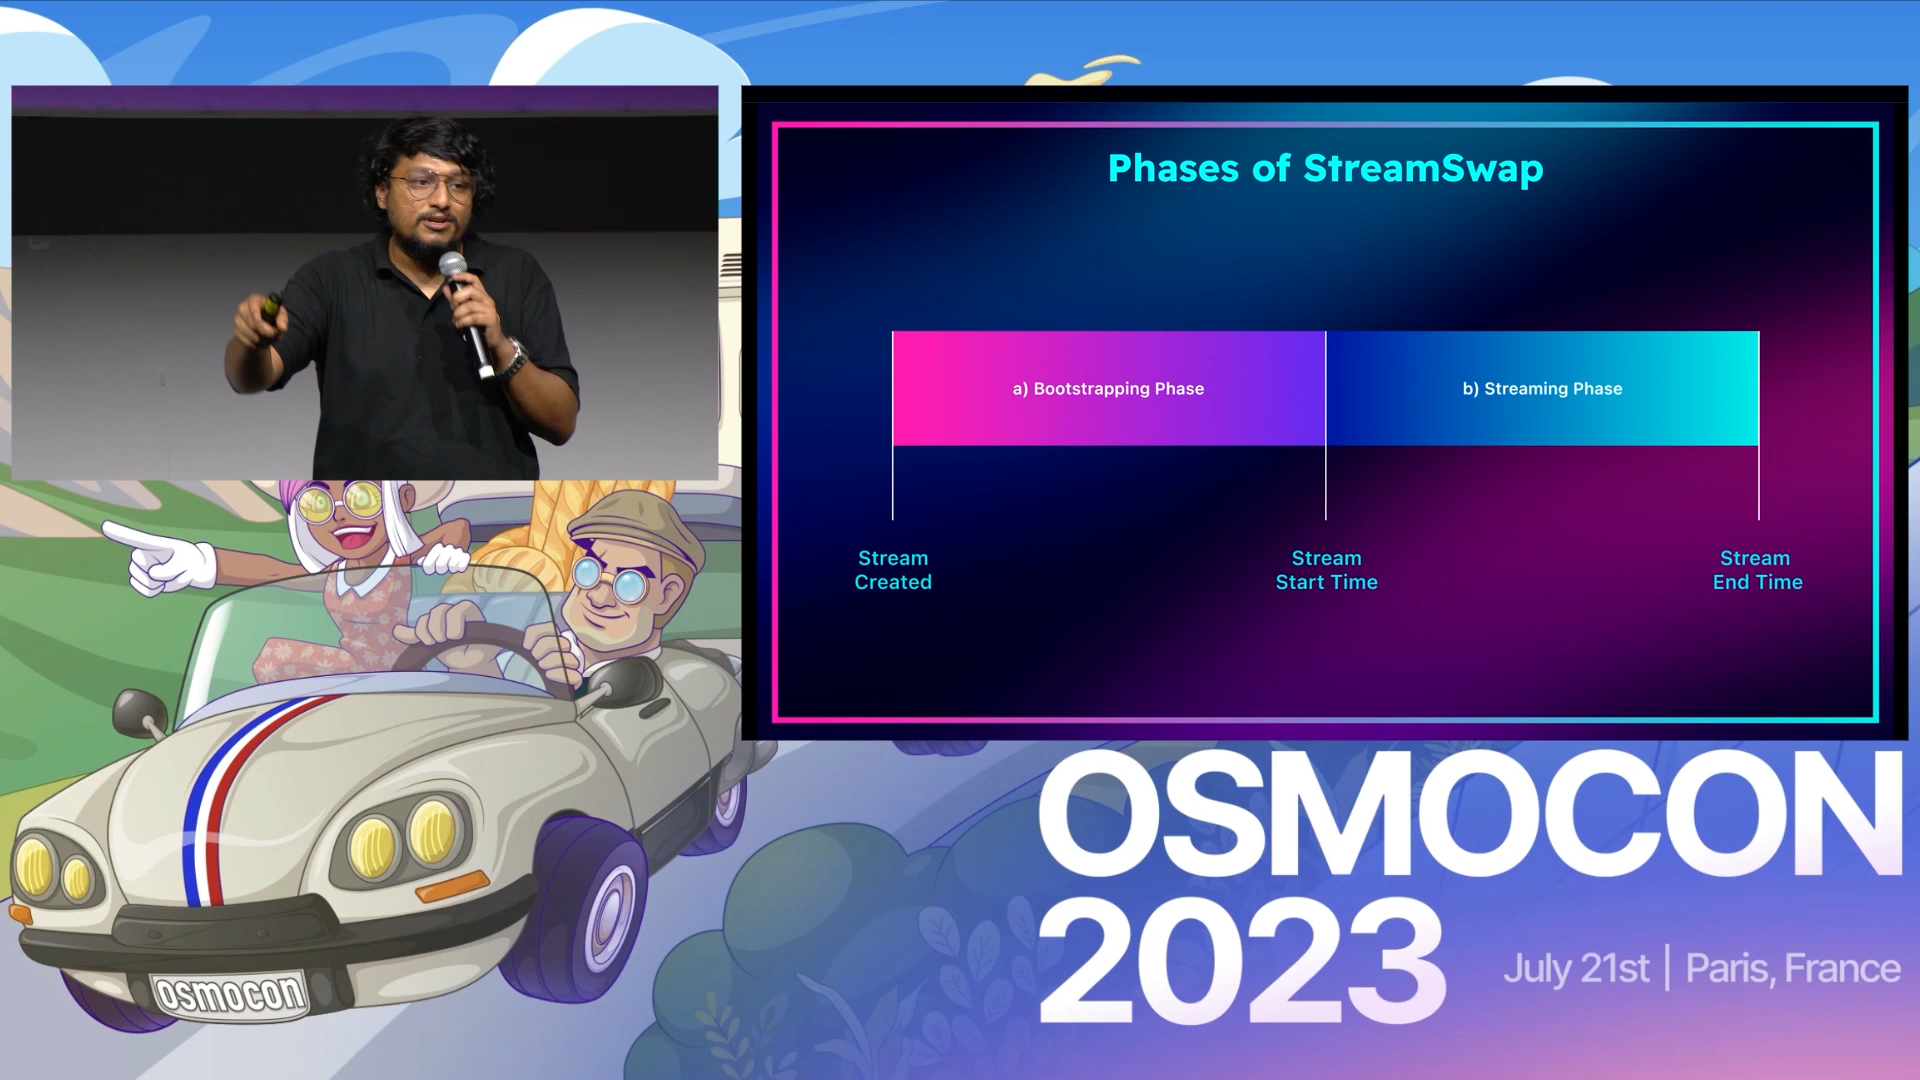 Phases of StreamSwap
a) Bootstrapping Phase
b) Streaming Phase
Stream
Created
Stream
Start Time
Stream
End Time
osmocon
OSMOCON
2023
July 21st | Paris, France